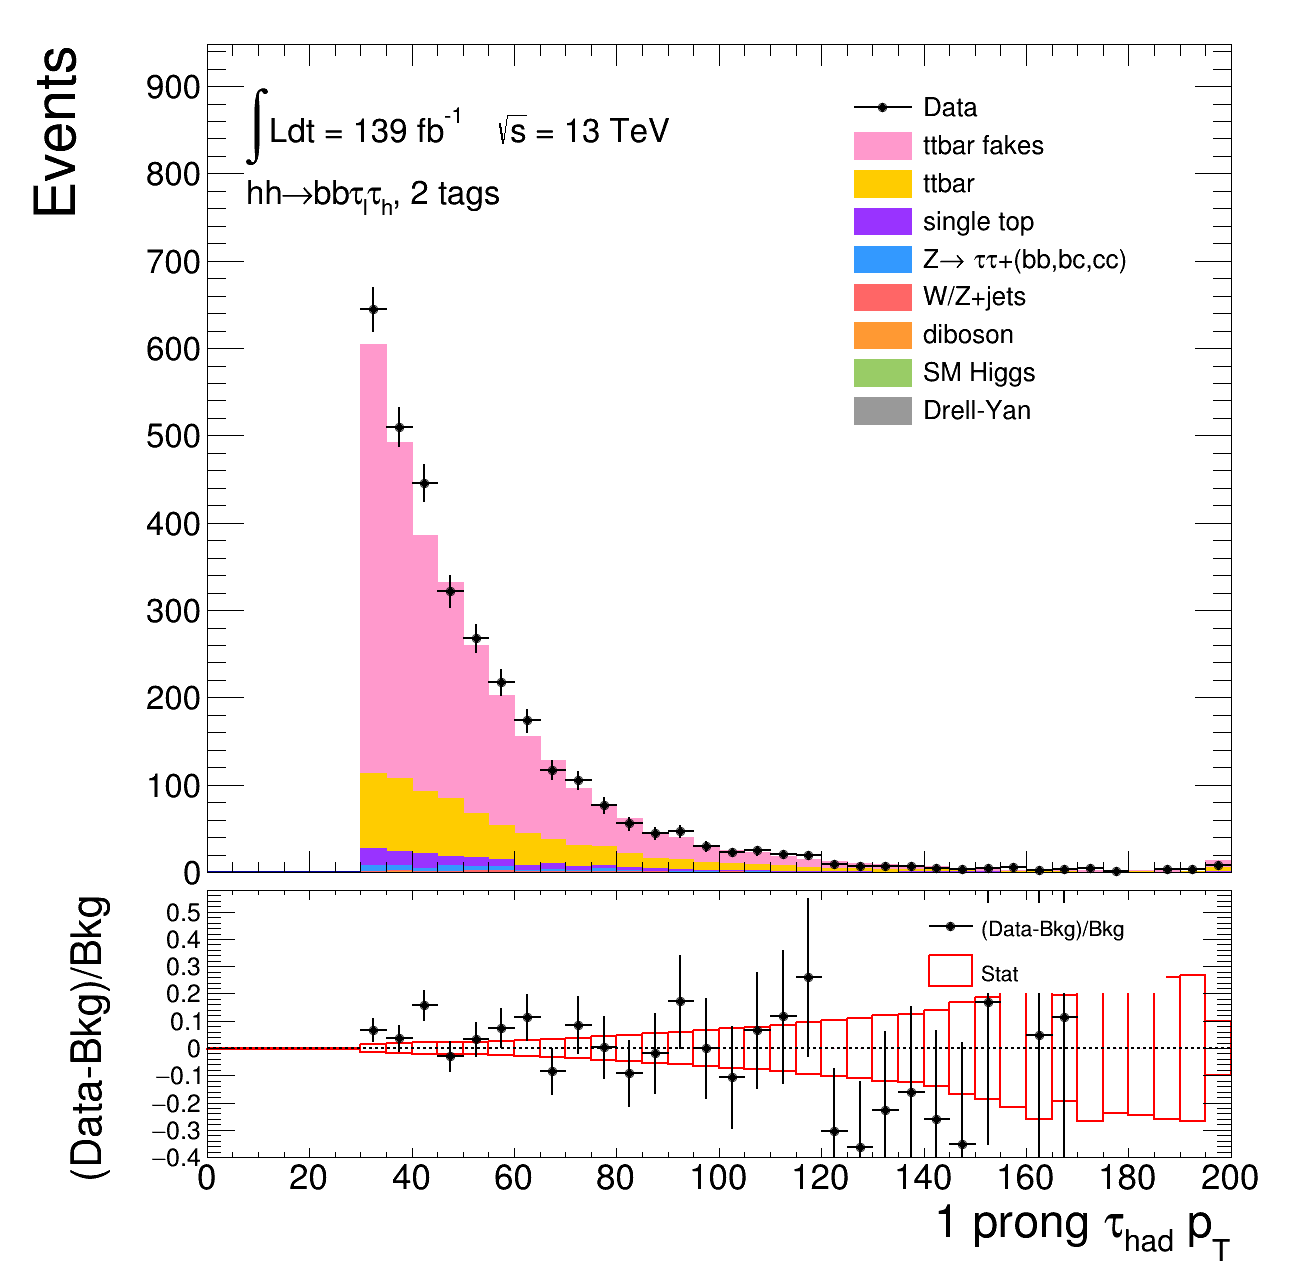 Events
900
800
700
600
500
400
300
200
100
0
∫Ldt = 139 fb⁻¹ √s = 13 TeV
hh→bbτₗτₕ, 2 tags
Data
ttbar fakes
ttbar
single top
Z→ ττ+(bb,bc,cc)
W/Z+jets
diboson
SM Higgs
Drell-Yan
(Data-Bkg)/Bkg
0.5
0.4
0.3
0.2
0.1
0
−0.1
−0.2
−0.3
−0.4
(Data-Bkg)/Bkg
Stat
0 20 40 60 80 100 120 140 160 180 200
1 prong τ_had p_T